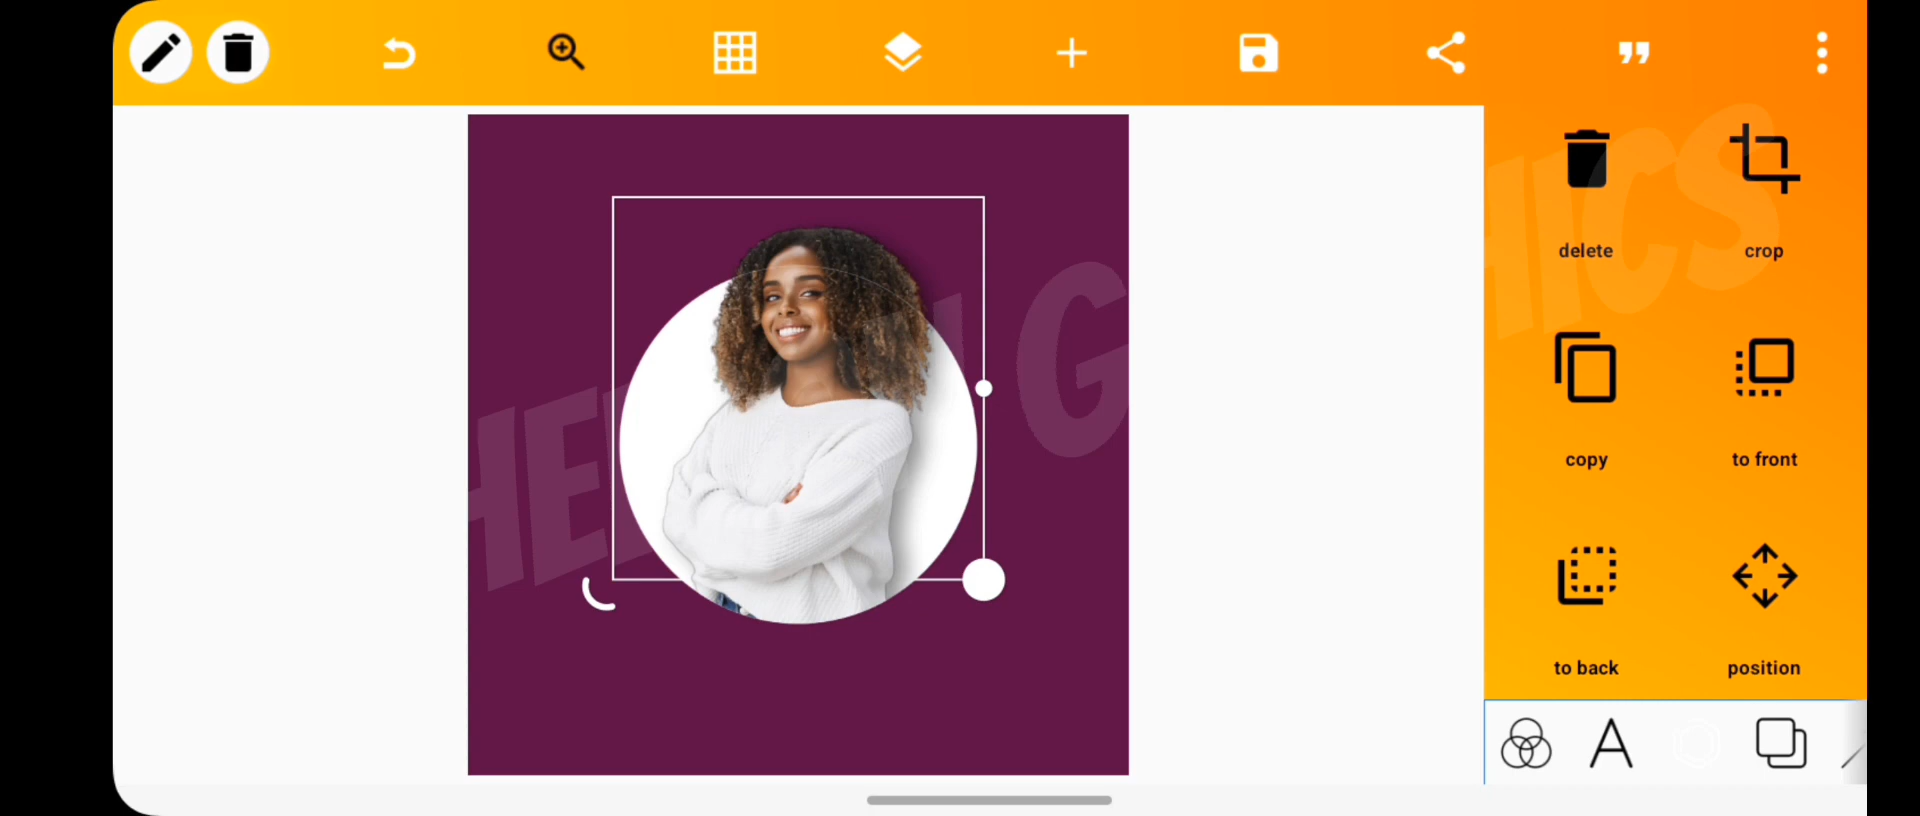 delete
crop
copy
to front
to back
position